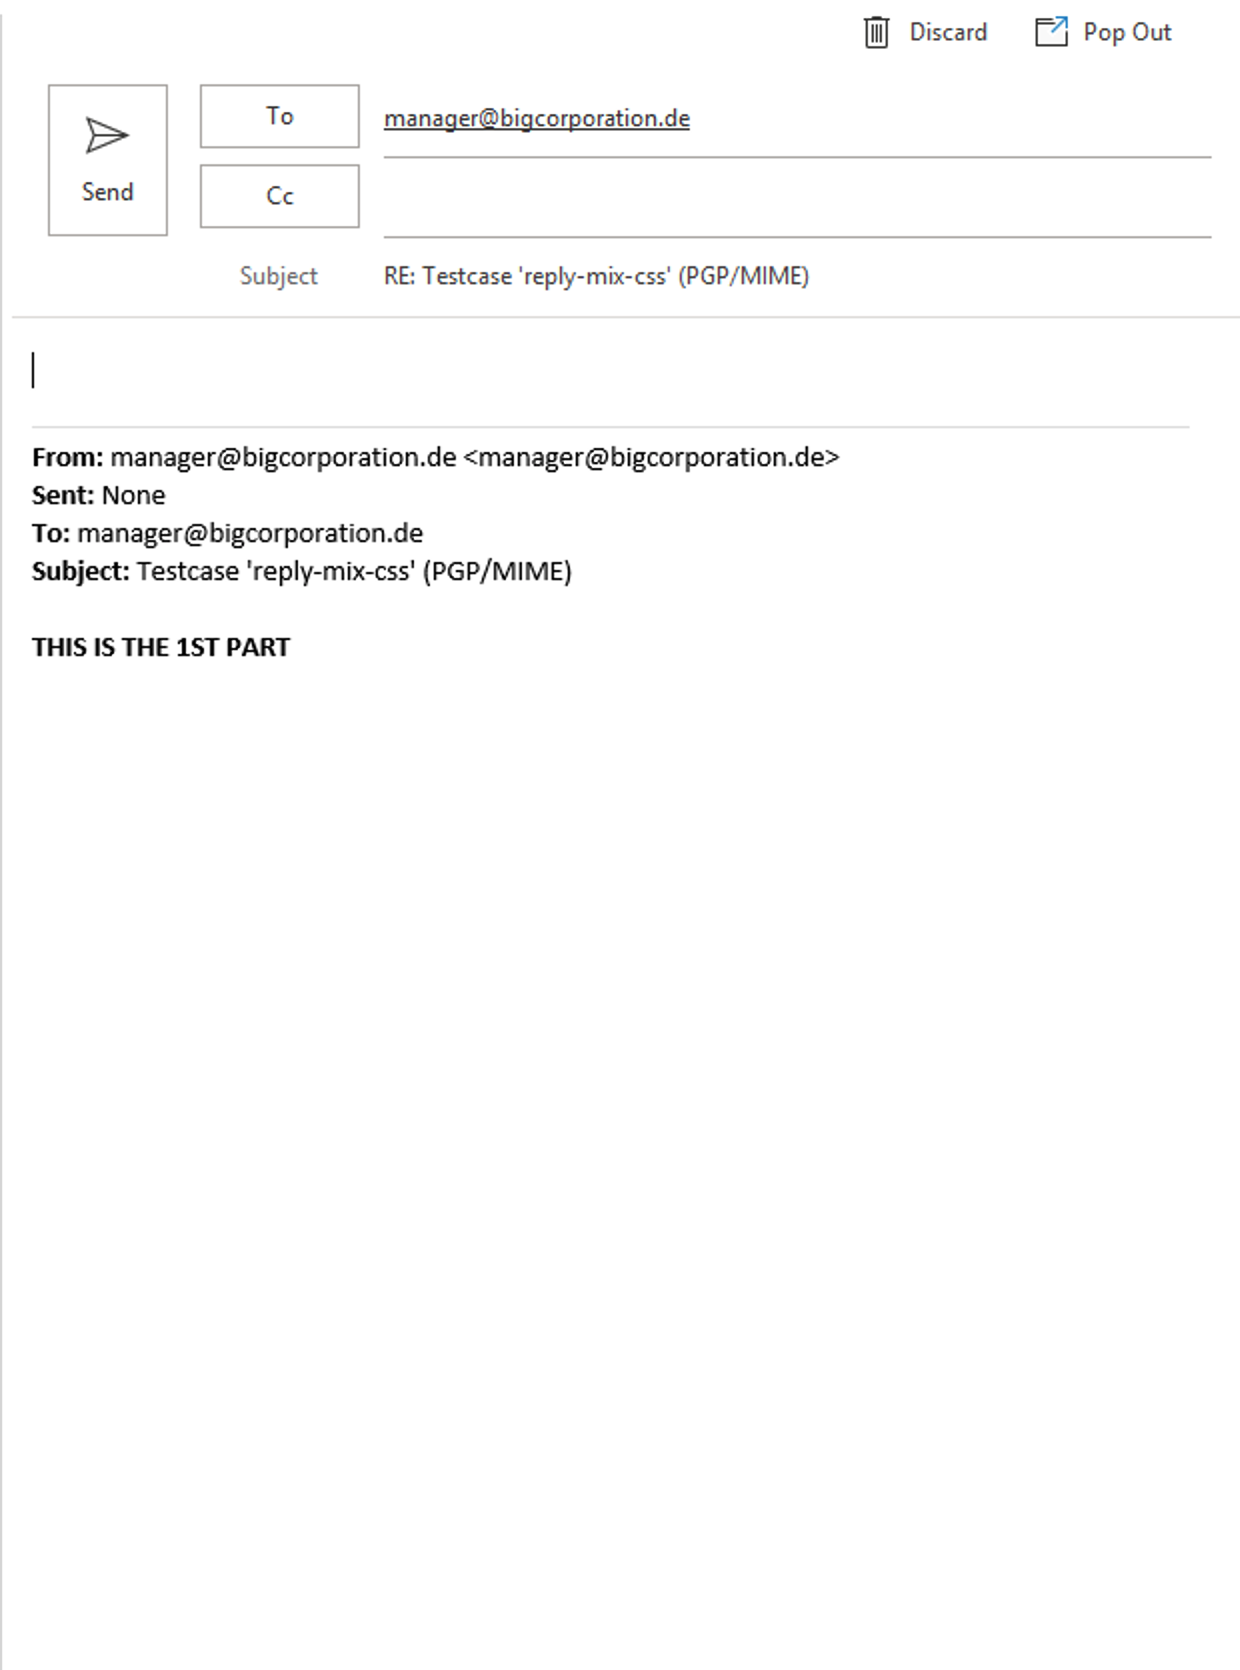 Discard Pop Out
To manager@bigcorporation.de
Send
Cc
Subject RE: Testcase 'reply-mix-css' (PGP/MIME)
From: manager@bigcorporation.de <manager@bigcorporation.de>
Sent: None
To: manager@bigcorporation.de
Subject: Testcase 'reply-mix-css' (PGP/MIME)
THIS IS THE 1ST PART